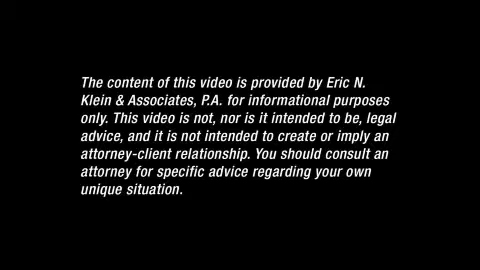 The content of this video is provided by Eric N.
Klein & Associates, P.A. for informational purposes
only. This video is not, nor is it intended to be, legal
advice, and it is not intended to create or imply an
attorney-client relationship. You should consult an
attorney for specific advice regarding your own
unique situation.